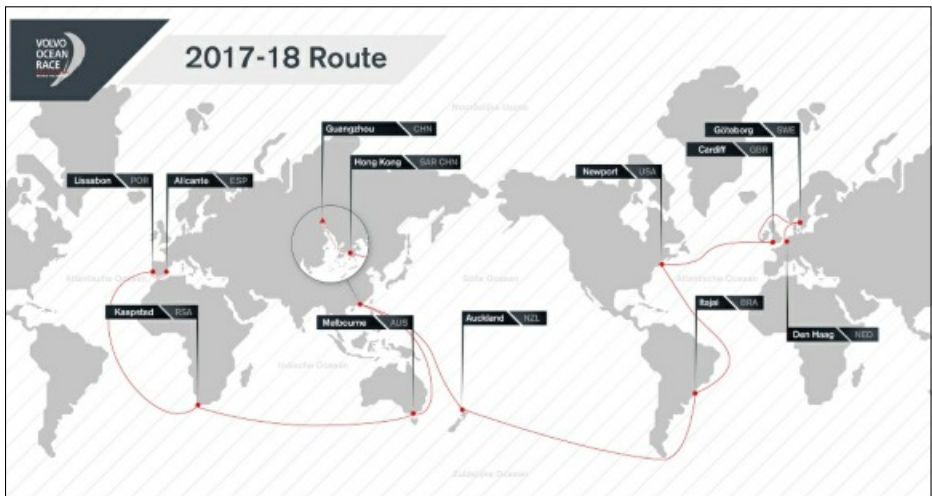 VOLVO
OCEAN
RACE
2017-18 Route
Noordelijke IJszee
Guangzhou CHN
Göteborg SWE
Cardiff GBR
Hong Kong SAR CHN
Newport USA
Lissabon POR
Alicante ESP
Atlantische Oceaan
Stille Oceaan
Atlantische Oceaan
Itajaí BRA
Kaapstad RSA
Melbourne AUS
Auckland NZL
Den Haag NED
Indische Oceaan
Zuidelijke Oceaan